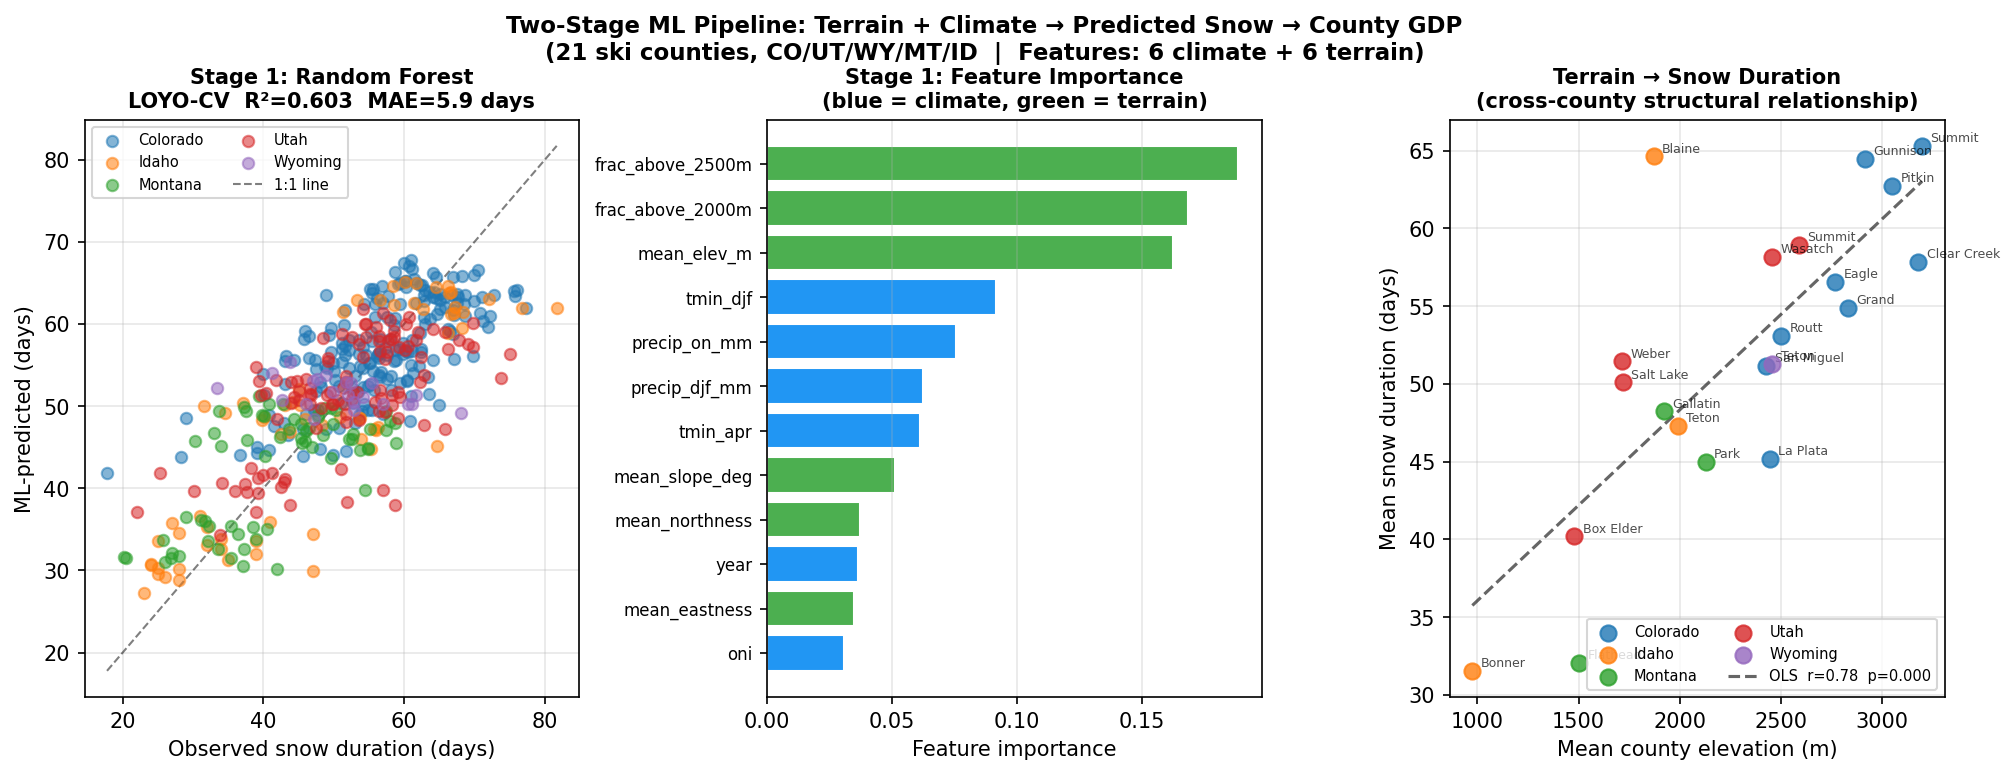 Two-Stage ML Pipeline: Terrain + Climate → Predicted Snow → County GDP
(21 ski counties, CO/UT/WY/MT/ID | Features: 6 climate + 6 terrain)
Stage 1: Random Forest
LOYO-CV R²=0.603 MAE=5.9 days
Colorado
Idaho
Montana
Utah
Wyoming
1:1 line
80
70
60
50
40
30
20
ML-predicted (days)
20
40
60
80
Observed snow duration (days)
Stage 1: Feature Importance
(blue = climate, green = terrain)
frac_above_2500m
frac_above_2000m
mean_elev_m
tmin_djf
precip_on_mm
precip_djf_mm
tmin_apr
mean_slope_deg
mean_northness
year
mean_eastness
oni
0.00
0.05
0.10
0.15
Feature importance
Terrain → Snow Duration
(cross-county structural relationship)
65
60
55
50
45
40
35
30
Mean snow duration (days)
Summit
Blaine
Gunnison
Pitkin
Summit
Wasatch
Clear Creek
Eagle
Grand
Routt
Teton
San Miguel
Weber
Salt Lake
Gallatin
Teton
La Plata
Park
Box Elder
Bonner
Colorado
Idaho
Montana
Utah
Wyoming
OLS r=0.78 p=0.000
1000
1500
2000
2500
3000
Mean county elevation (m)